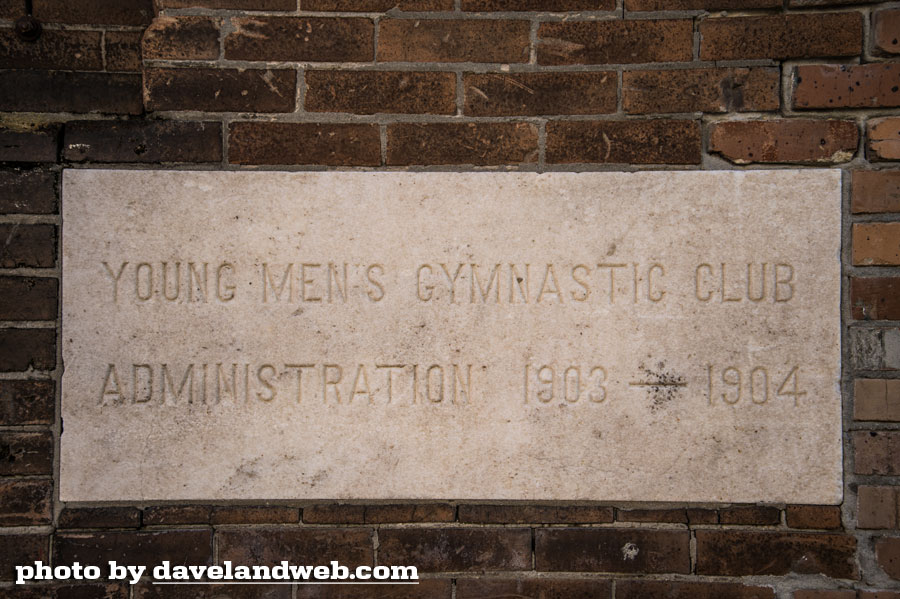 YOUNG MEN'S GYMNASTIC CLUB
ADMINISTRATION 1903 - 1904
photo by davelandweb.com